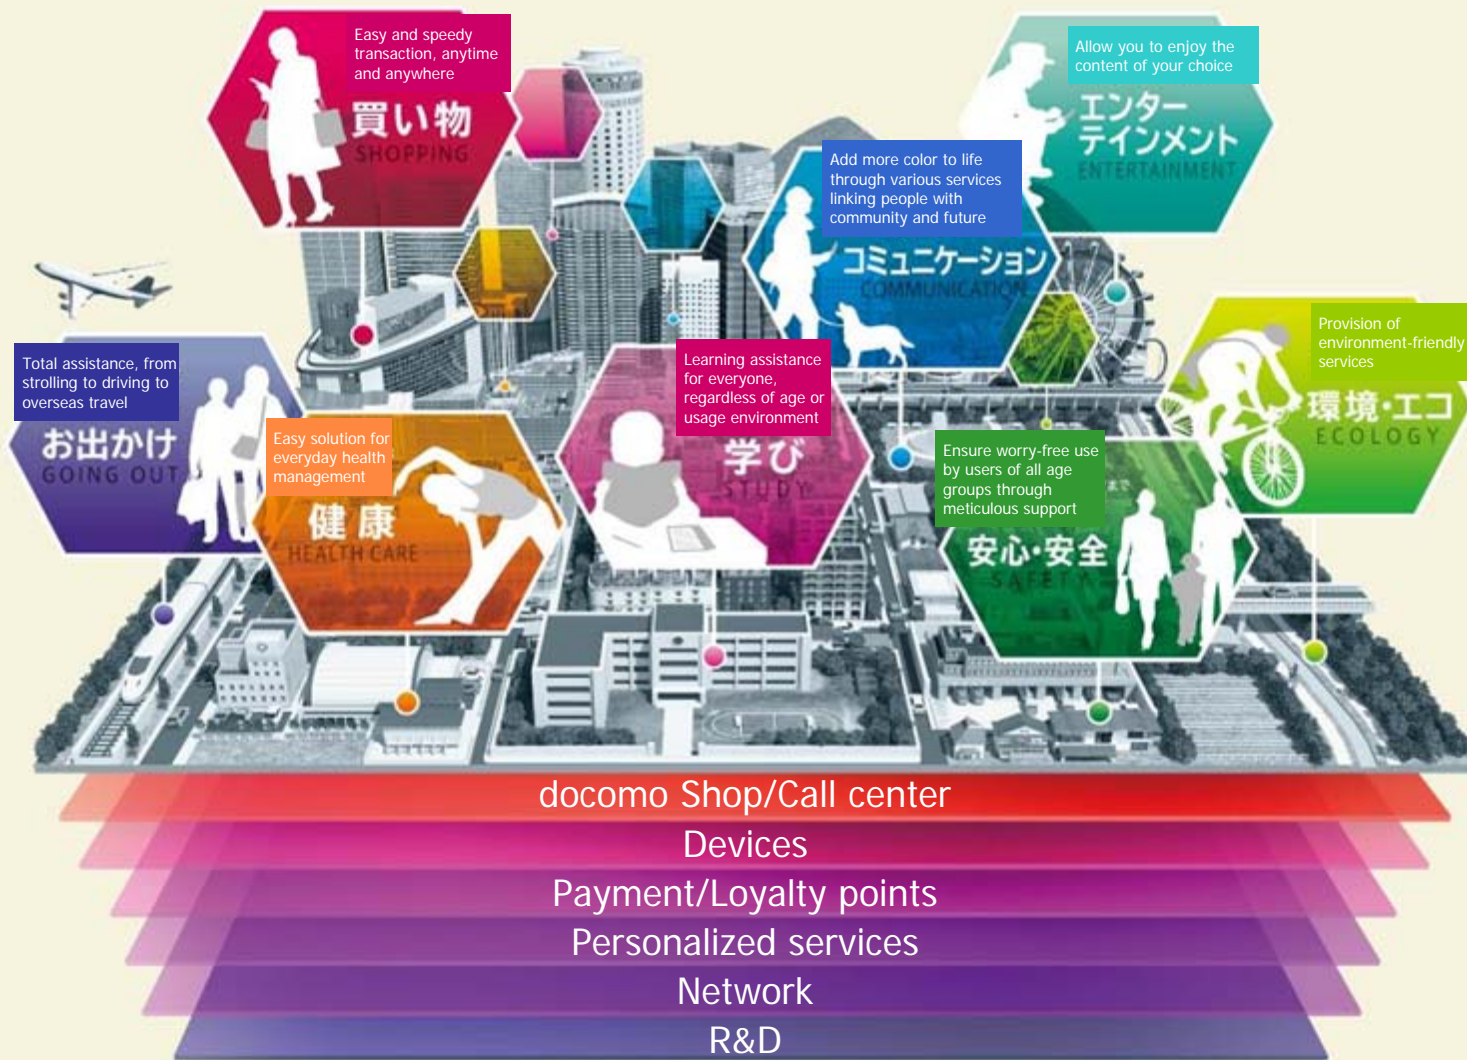 Easy and speedy
transaction, anytime
and anywhere
買い物
SHOPPING
Allow you to enjoy the
content of your choice
エンター
テインメント
ENTERTAINMENT
Add more color to life
through various services
linking people with
community and future
コミュニケーション
COMMUNICATION
Total assistance, from
strolling to driving to
overseas travel
お出かけ
GOING OUT
Easy solution for
everyday health
management
健康
HEALTH CARE
Learning assistance
for everyone,
regardless of age or
usage environment
学び
STUDY
Provision of
environment-friendly
services
環境・エコ
ECOLOGY
Ensure worry-free use
by users of all age
groups through
meticulous support
まで
安心・安全
SAFETY
docomo Shop/Call center
Devices
Payment/Loyalty points
Personalized services
Network
R&D